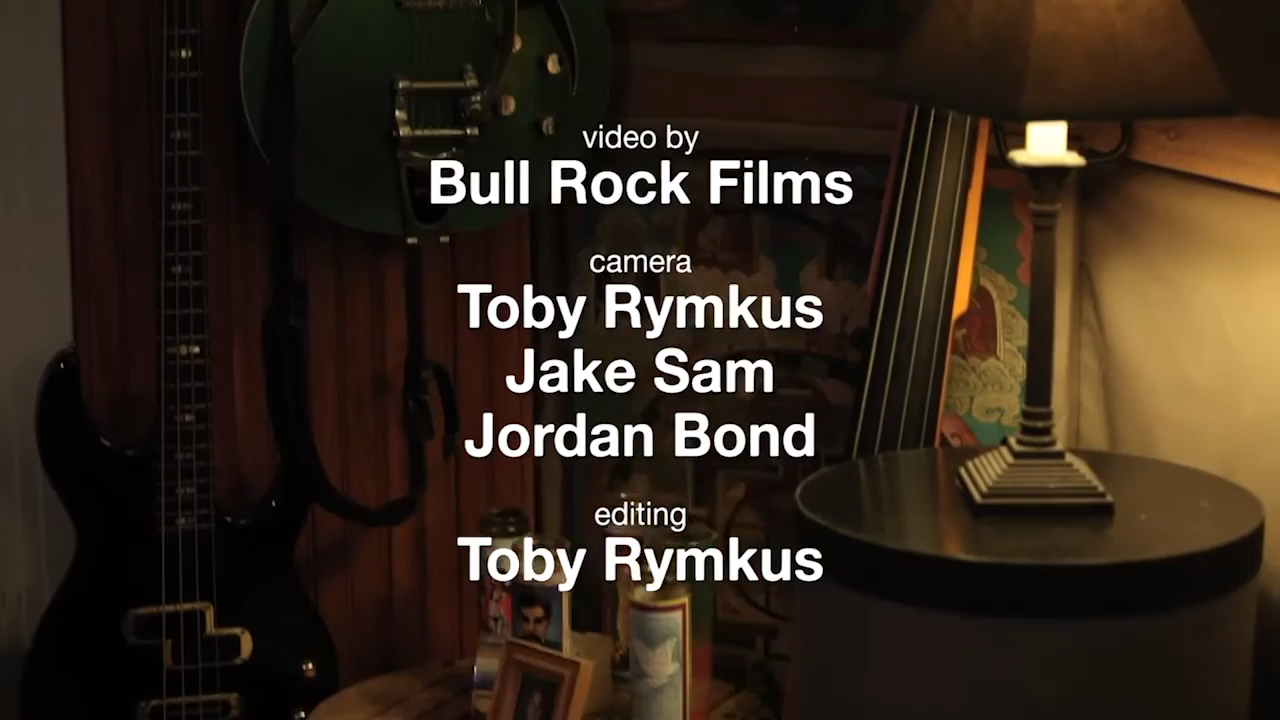 video by
Bull Rock Films
camera
Toby Rymkus
Jake Sam
Jordan Bond
editing
Toby Rymkus